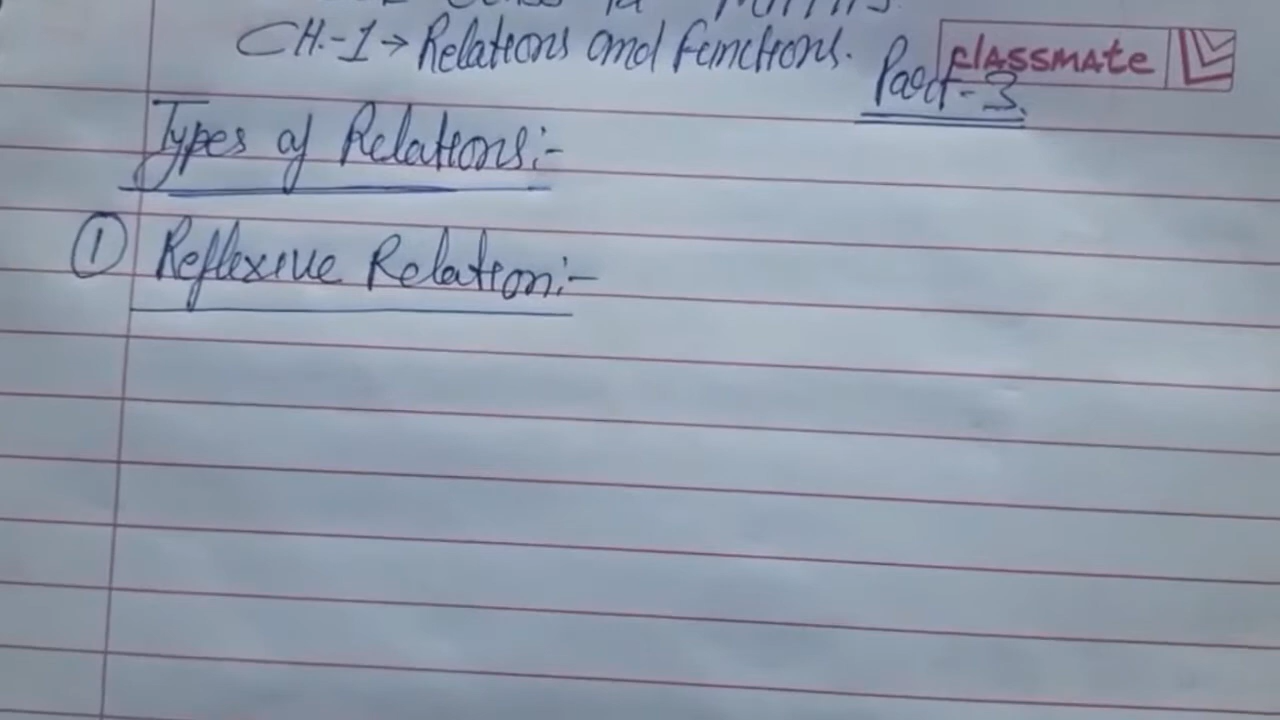 CH.-1→ Relations and functions. Part-3.
classmate
Types of Relations:-
① Reflexive Relation:-